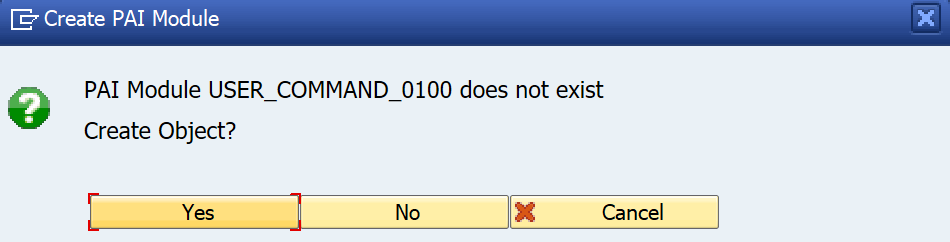 Create PAI Module
PAI Module USER_COMMAND_0100 does not exist
Create Object?
Yes No Cancel